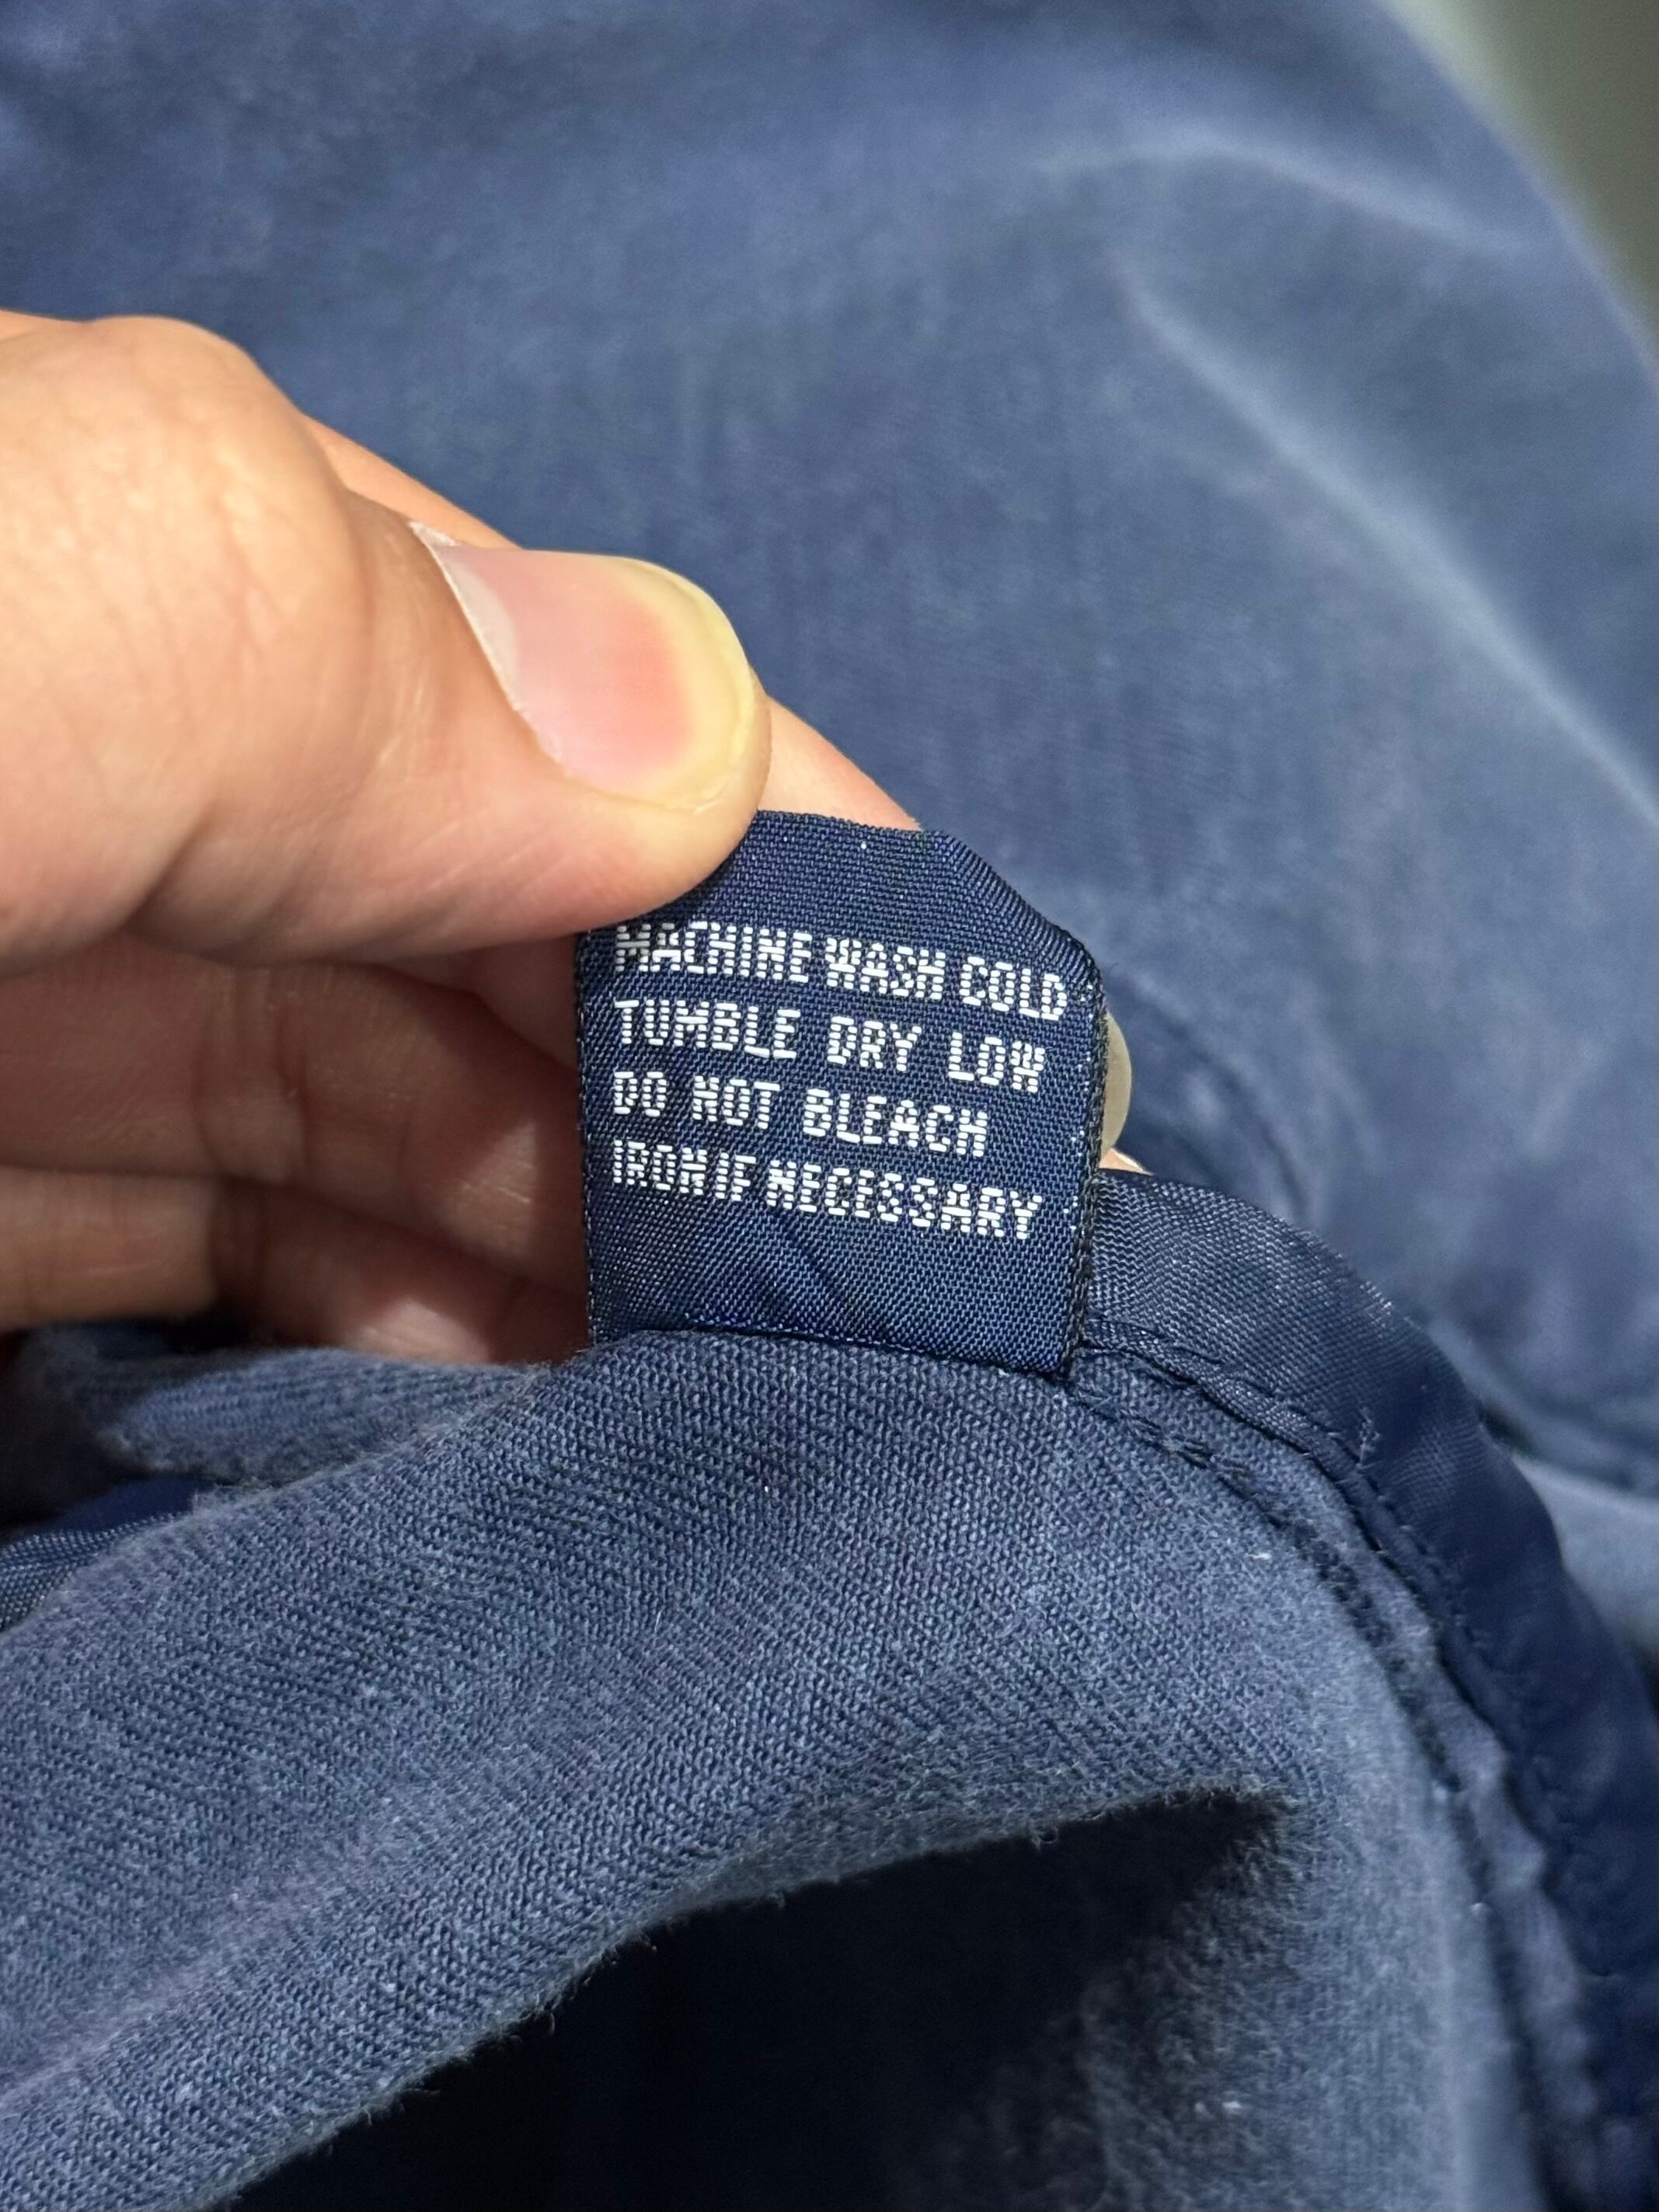 MACHINE WASH COLD
TUMBLE DRY LOW
DO NOT BLEACH
IRON IF NECESSARY